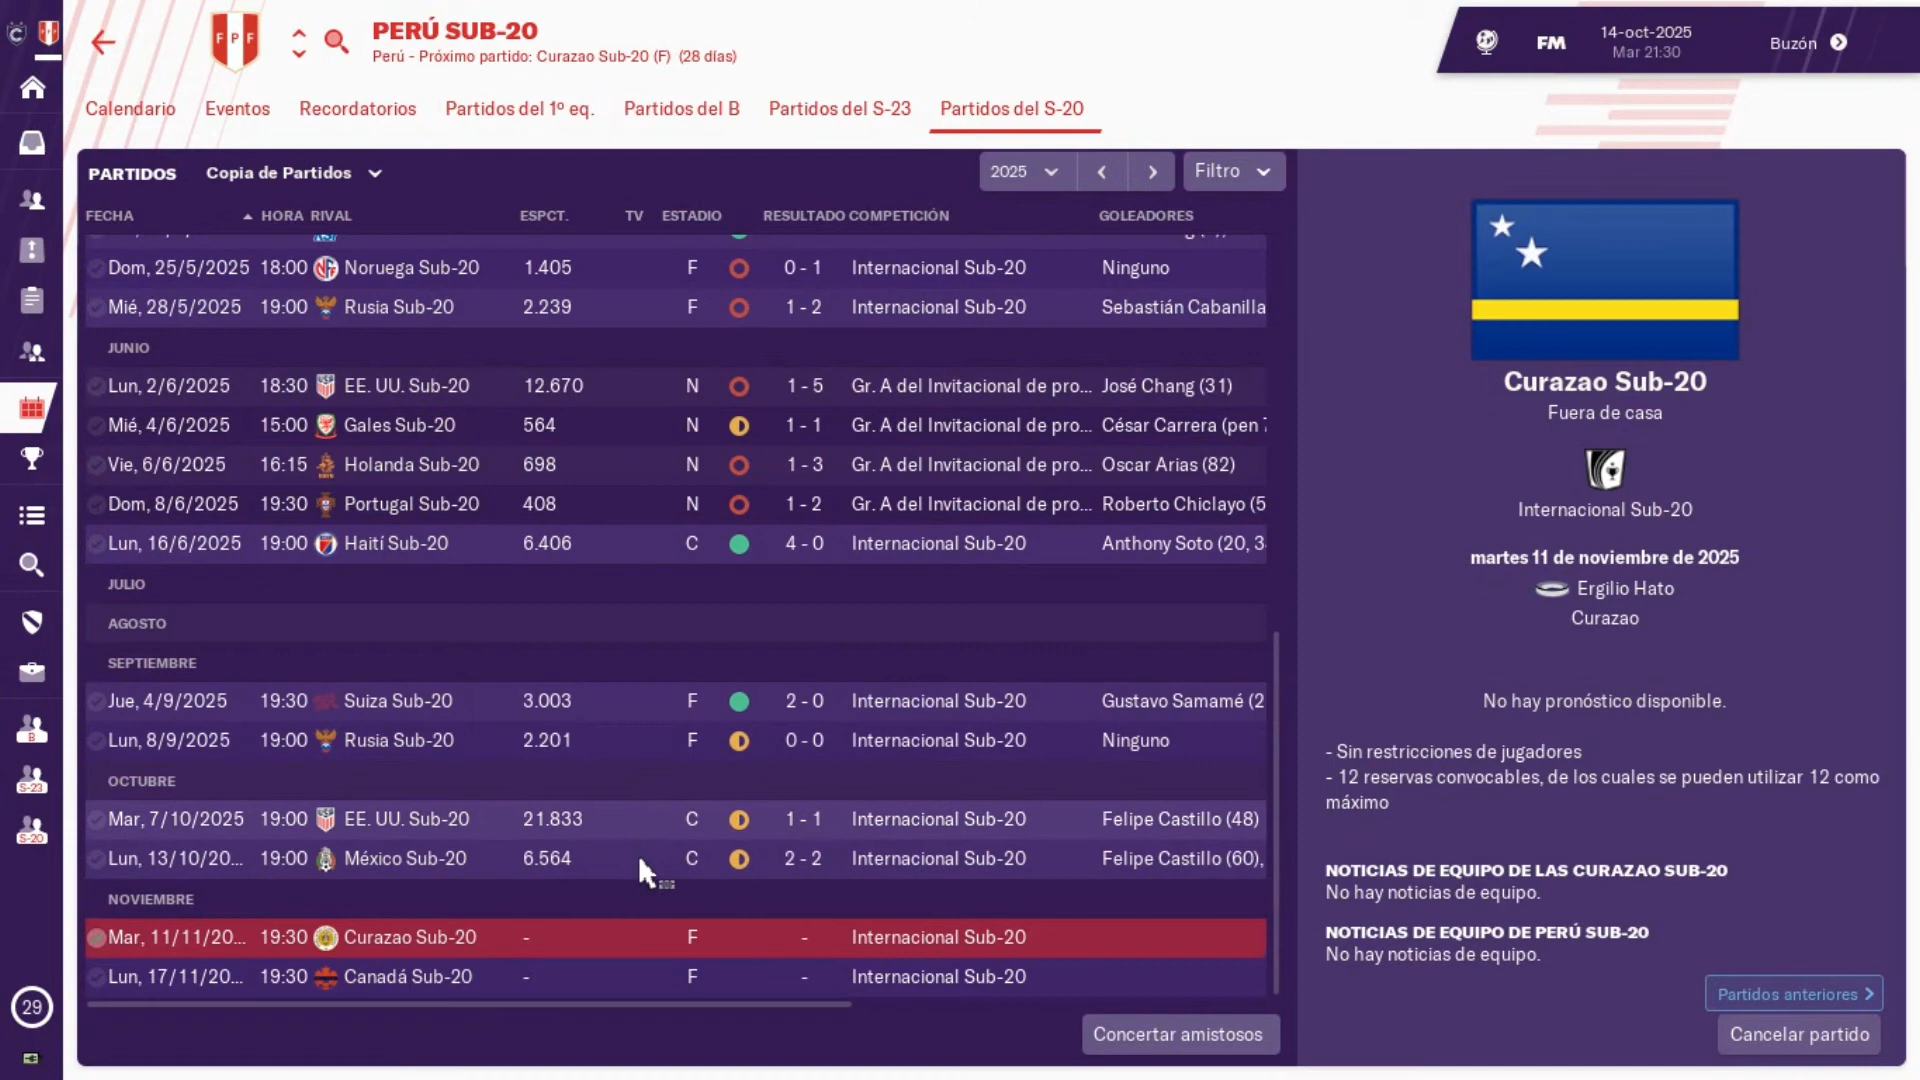 PERÚ SUB-20
Perú - Próximo partido: Curazao Sub-20 (F) (28 días)
FPF
FM
14-oct-2025
Mar 21:30
Buzón
Calendario Eventos Recordatorios Partidos del 1º eq. Partidos del B Partidos del S-23 Partidos del S-20
PARTIDOS Copia de Partidos 2025 Filtro
FECHA HORA RIVAL ESPCT. TV ESTADIO RESULTADO COMPETICIÓN GOLEADORES
Dom, 25/5/2025 18:00 Noruega Sub-20 1.405 F 0 - 1 Internacional Sub-20 Ninguno
Mié, 28/5/2025 19:00 Rusia Sub-20 2.239 F 1 - 2 Internacional Sub-20 Sebastián Cabanilla
JUNIO
Lun, 2/6/2025 18:30 EE. UU. Sub-20 12.670 N 1 - 5 Gr. A del Invitacional de pro... José Chang (31)
Mié, 4/6/2025 15:00 Gales Sub-20 564 N 1 - 1 Gr. A del Invitacional de pro... César Carrera (pen
Vie, 6/6/2025 16:15 Holanda Sub-20 698 N 1 - 3 Gr. A del Invitacional de pro... Oscar Arias (82)
Dom, 8/6/2025 19:30 Portugal Sub-20 408 N 1 - 2 Gr. A del Invitacional de pro... Roberto Chiclayo (5
Lun, 16/6/2025 19:00 Haití Sub-20 6.406 C 4 - 0 Internacional Sub-20 Anthony Soto (20, 3
JULIO
AGOSTO
SEPTIEMBRE
Jue, 4/9/2025 19:30 Suiza Sub-20 3.003 F 2 - 0 Internacional Sub-20 Gustavo Samamé (2
Lun, 8/9/2025 19:00 Rusia Sub-20 2.201 F 0 - 0 Internacional Sub-20 Ninguno
OCTUBRE
Mar, 7/10/2025 19:00 EE. UU. Sub-20 21.833 C 1 - 1 Internacional Sub-20 Felipe Castillo (48)
Lun, 13/10/20... 19:00 México Sub-20 6.564 C 2 - 2 Internacional Sub-20 Felipe Castillo (60),
NOVIEMBRE
Mar, 11/11/20... 19:30 Curazao Sub-20 - F - Internacional Sub-20
Lun, 17/11/20... 19:30 Canadá Sub-20 - F - Internacional Sub-20
Concertar amistosos
Curazao Sub-20
Fuera de casa
Internacional Sub-20
martes 11 de noviembre de 2025
Ergilio Hato
Curazao
No hay pronóstico disponible.
- Sin restricciones de jugadores
- 12 reservas convocables, de los cuales se pueden utilizar 12 como
máximo
NOTICIAS DE EQUIPO DE LAS CURAZAO SUB-20
No hay noticias de equipo.
NOTICIAS DE EQUIPO DE PERÚ SUB-20
No hay noticias de equipo.
Partidos anteriores
Cancelar partido
B
S-23
S-20
29